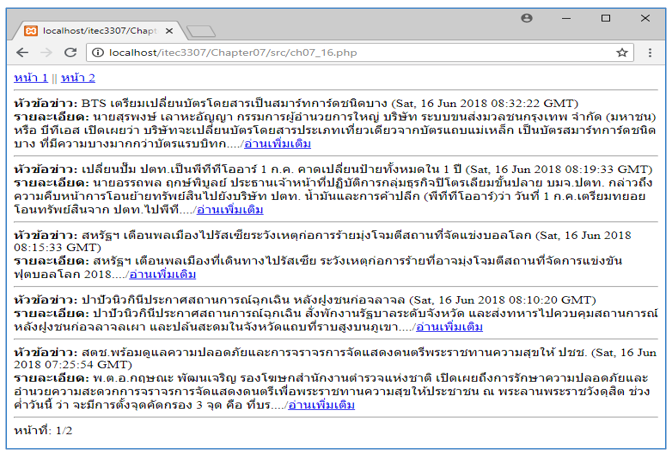 localhost/itec3307/Chapt
localhost/itec3307/Chapter07/src/ch07_16.php
หน้า 1 || หน้า 2
หัวข้อข่าว: BTS เตรียมเปลี่ยนบัตรโดยสารเป็นสมาร์ทการ์ดชนิดบาง (Sat, 16 Jun 2018 08:32:22 GMT)
รายละเอียด: นายสุรพงษ์ เลาหะอัญญา กรรมการผู้อำนวยการใหญ่ บริษัท ระบบขนส่งมวลชนกรุงเทพ จำกัด (มหาชน)
หรือ บีทีเอส เปิดเผยว่า บริษัทจะเปลี่ยนบัตรโดยสารประเภทเที่ยวเดียวจากบัตรแถบแม่เหล็ก เป็นบัตรสมาร์ทการ์ดชนิด
บาง ที่มีความบางมากกว่าบัตรแรบบิทก..../อ่านเพิ่มเติม
หัวข้อข่าว: เปลี่ยนปั๊ม ปตท.เป็นพีทีทีโออาร์ 1 ก.ค. คาดเปลี่ยนป้ายทั้งหมดใน 1 ปี (Sat, 16 Jun 2018 08:19:33 GMT)
รายละเอียด: นายอรรถพล ฤกษ์พิบูลย์ ประธานเจ้าหน้าที่ปฏิบัติการกลุ่มธุรกิจปิโตรเลียมขั้นปลาย บมจ.ปตท. กล่าวถึง
ความคืบหน้าการโอนย้ายทรัพย์สินไปยังบริษัท ปตท. น้ำมันและการค้าปลีก (พีทีทีโออาร์)ว่า วันที่ 1 ก.ค.เตรียมทยอย
โอนทรัพย์สินจาก ปตท.ไปพีที..../อ่านเพิ่มเติม
หัวข้อข่าว: สหรัฐฯ เตือนพลเมืองไปรัสเซียระวังเหตุก่อการร้ายมุ่งโจมตีสถานที่จัดแข่งบอลโลก (Sat, 16 Jun 2018
08:15:33 GMT)
รายละเอียด: สหรัฐฯ เตือนพลเมืองที่เดินทางไปรัสเซีย ระวังเหตุก่อการร้ายที่อาจมุ่งโจมตีสถานที่จัดการแข่งขัน
ฟุตบอลโลก 2018..../อ่านเพิ่มเติม
หัวข้อข่าว: ปาปัวนิวกินีประกาศสถานการณ์ฉุกเฉิน หลังฝูงชนก่อจลาจล (Sat, 16 Jun 2018 08:10:20 GMT)
รายละเอียด: ปาปัวนิวกินีประกาศสถานการณ์ฉุกเฉิน สั่งพักงานรัฐบาลระดับจังหวัด และส่งทหารไปควบคุมสถานการณ์
หลังฝูงชนก่อจลาจลเผา และปล้นสะดมในจังหวัดแถบที่ราบสูงบนภูเขา..../อ่านเพิ่มเติม
หัวข้อข่าว: สตช.พร้อมดูแลความปลอดภัยและการจราจรการจัดแสดงดนตรีพระราชทานความสุขให้ ปชช. (Sat, 16 Jun
2018 07:25:54 GMT)
รายละเอียด: พ.ต.อ.กฤษณะ พัฒนเจริญ รองโฆษกสำนักงานตำรวจแห่งชาติ เปิดเผยถึงการรักษาความปลอดภัยและ
อำนวยความสะดวกการจราจรการจัดแสดงดนตรีเพื่อพระราชทานความสุขให้ประชาชน ณ พระลานพระราชวังดุสิต ช่วง
ค่ำวันนี้ ว่า จะมีการตั้งจุดคัดกรอง 3 จุด คือ ที่บร..../อ่านเพิ่มเติม
หน้าที่: 1/2